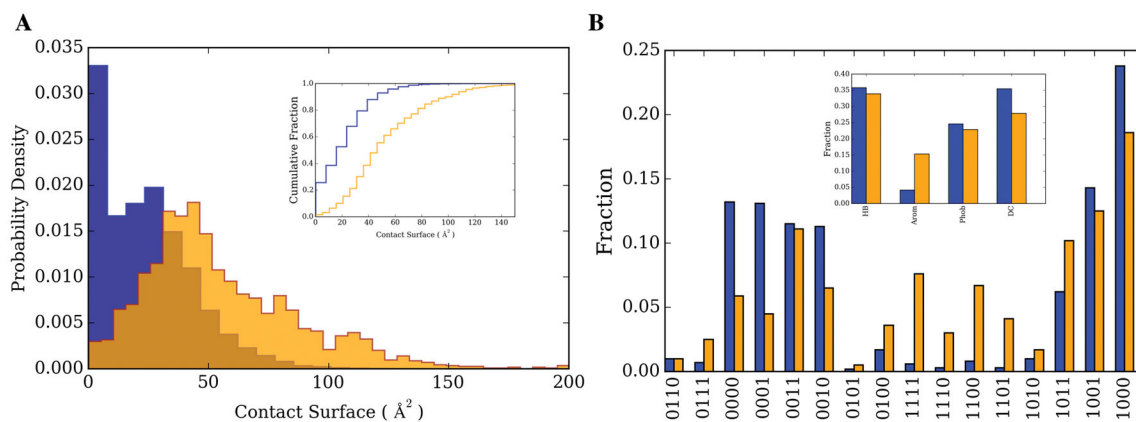 A
0.035
0.030
0.025
0.020
0.015
0.010
0.005
0.000
Probability Density
0 50 100 150 200
Contact Surface ( Å2 )
1.0
0.8
0.6
0.4
0.2
0.0
Cumulative Fraction
0 20 40 60 80 100 120 140
Contact Surface ( Å2 )
B
0.25
0.20
0.15
0.10
0.05
0.00
Fraction
0110 0111 0000 0001 0011 0010 0101 0100 1111 1110 1100 1101 1010 1011 1001 1000
0.40
0.35
0.30
0.25
0.20
0.15
0.10
0.05
0.00
Fraction
HB Arom Phob DC